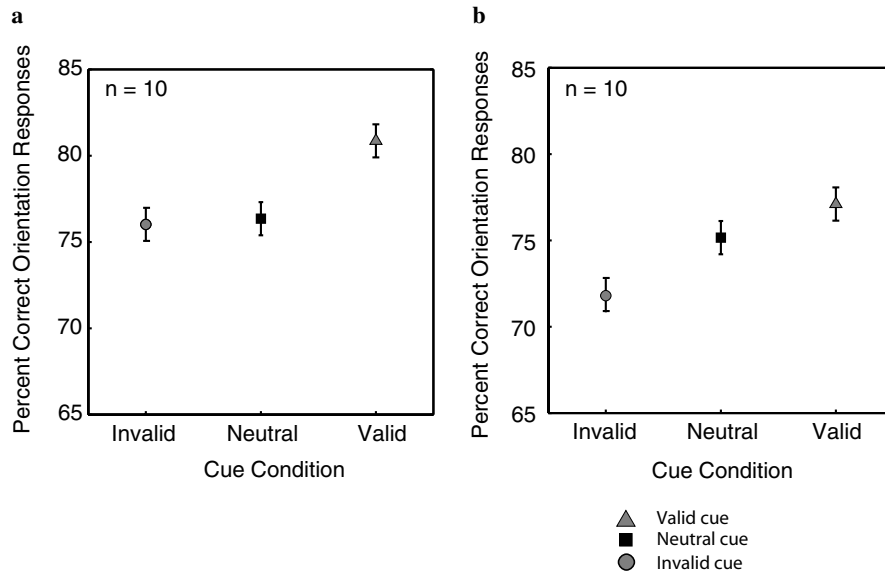 a
Percent Correct Orientation Responses
85
80
75
70
65
n = 10
Invalid Neutral Valid
Cue Condition
b
Percent Correct Orientation Responses
85
80
75
70
65
n = 10
Invalid Neutral Valid
Cue Condition
Valid cue
Neutral cue
Invalid cue